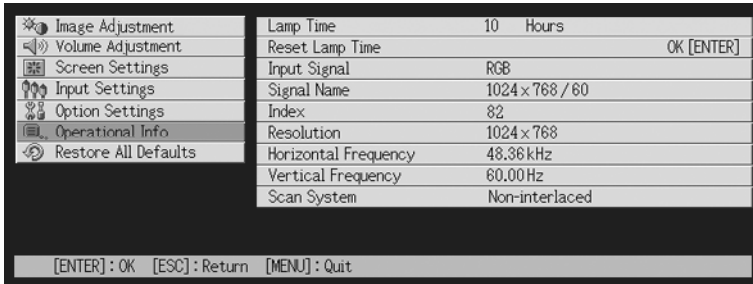 Image Adjustment
Volume Adjustment
Screen Settings
Input Settings
Option Settings
Operational Info
Restore All Defaults
Lamp Time 10 Hours
Reset Lamp Time OK [ENTER]
Input Signal RGB
Signal Name 1024×768/60
Index 82
Resolution 1024×768
Horizontal Frequency 48.36kHz
Vertical Frequency 60.00Hz
Scan System Non-interlaced
[ENTER]:OK [ESC]:Return [MENU]:Quit